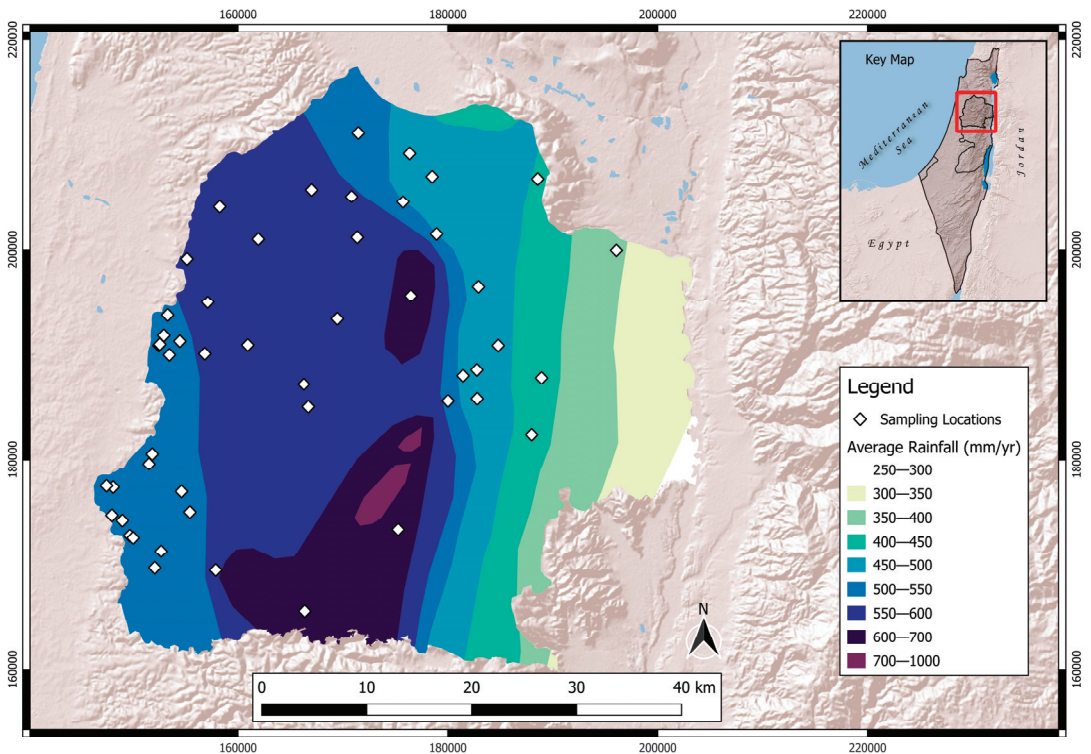 160000 180000 200000 220000
220000 220000
200000 200000
180000 180000
160000 160000
Key Map
Mediterranean
Sea
Jordan
Egypt
Legend
Sampling Locations
Average Rainfall (mm/yr)
250—300
300—350
350—400
400—450
450—500
500—550
550—600
600—700
700—1000
N
0 10 20 30 40 km
160000 180000 200000 220000